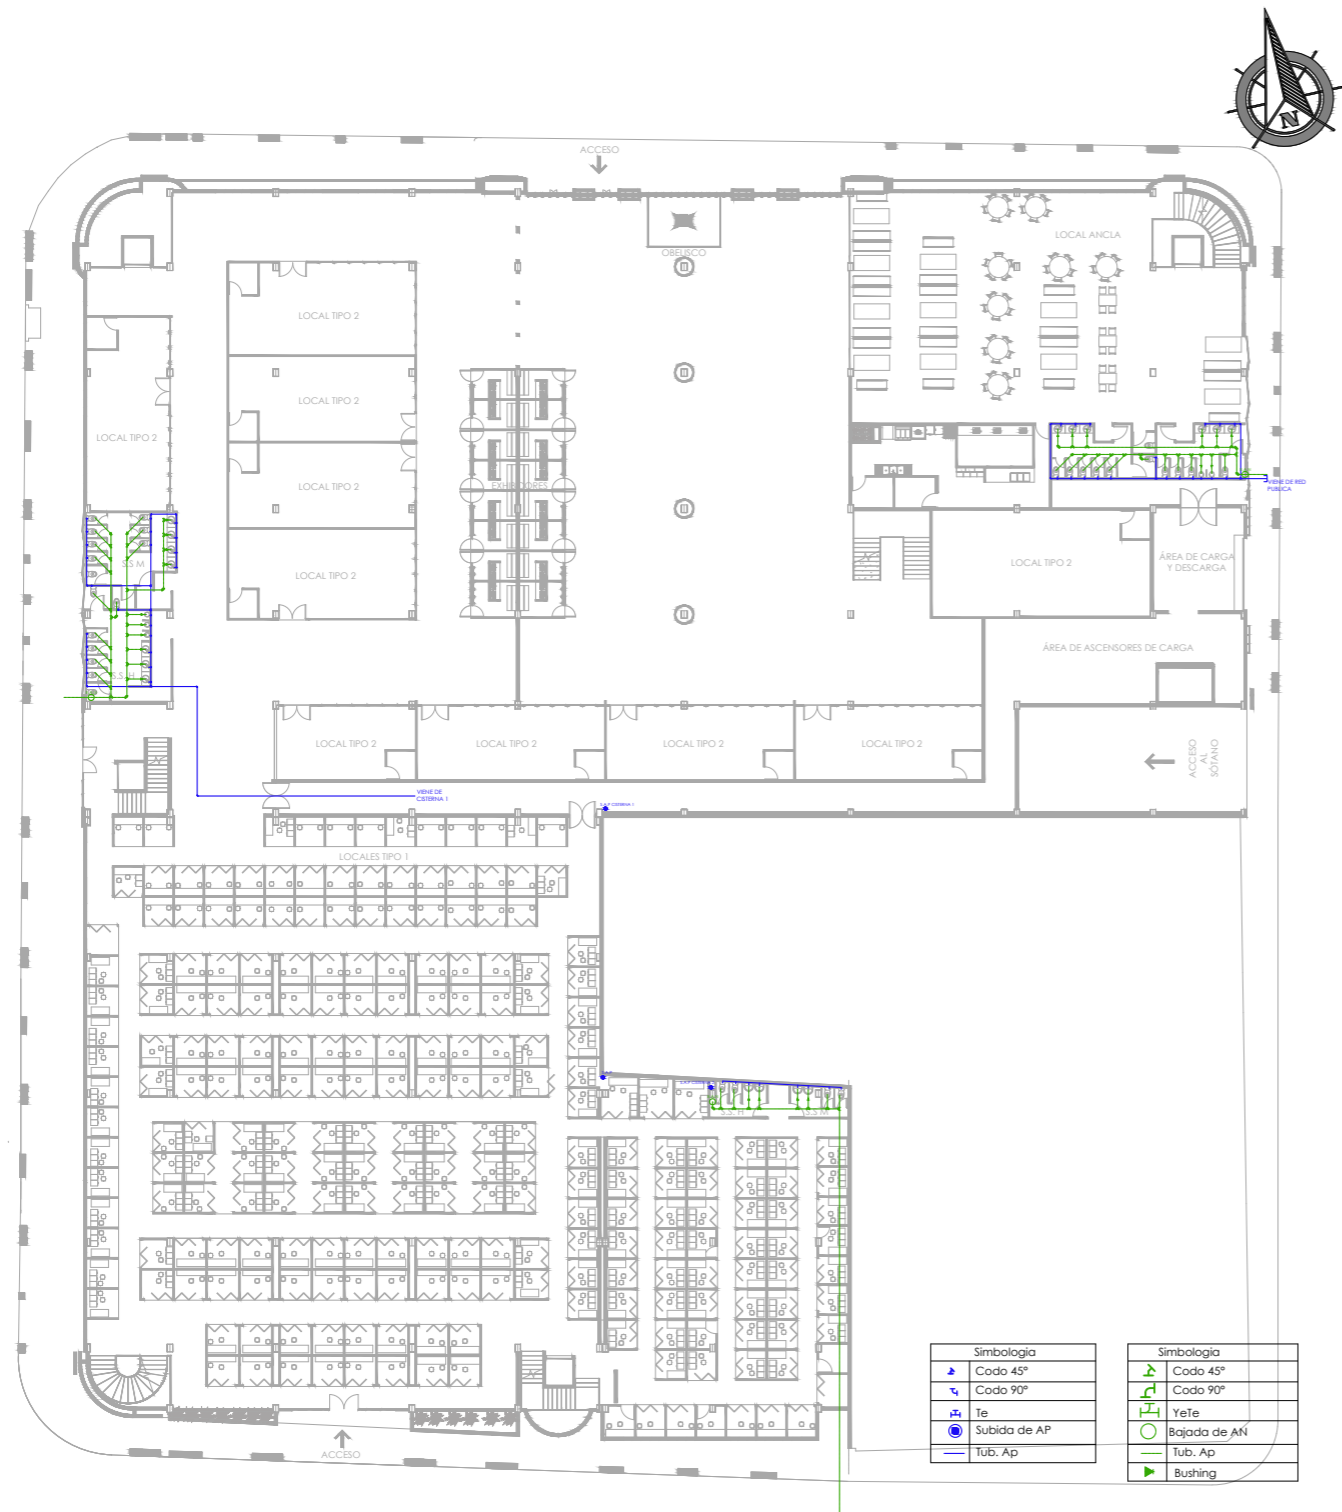 N
ACCESO
OBELISCO
LOCAL ANCLA
LOCAL TIPO 2
LOCAL TIPO 2
LOCAL TIPO 2
LOCAL TIPO 2
LOCAL TIPO 2
EXHIBIDORES
VIENE DE RED
PUBLICA
S.S M
S.S. H
LOCAL TIPO 2
ÁREA DE CARGA
Y DESCARGA
ÁREA DE ASCENSORES DE CARGA
LOCAL TIPO 2
LOCAL TIPO 2
LOCAL TIPO 2
LOCAL TIPO 2
ACCESO
AL
SÓTANO
VIENE DE
CISTERNA 1
S.A.P CISTERNA 1
LOCALES TIPO 1
S.S. H
S.S M
ACCESO
Simbologia
Codo 45°
Codo 90°
Te
Subida de AP
Tub. Ap
Simbologia
Codo 45°
Codo 90°
YeTe
Bajada de AN
Tub. Ap
Bushing